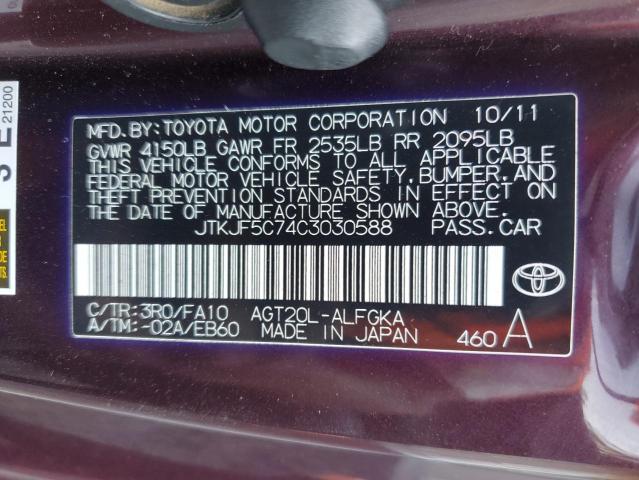 MFD.BY:TOYOTA MOTOR CORPORATION 10/11
GVWR 4150LB GAWR FR 2535LB RR 2095LB
THIS VEHICLE CONFORMS TO ALL APPLICABLE
FEDERAL MOTOR VEHICLE SAFETY,BUMPER,AND
THEFT PREVENTION STANDARDS IN EFFECT ON
THE DATE OF MANUFACTURE SHOWN ABOVE.
JTKJF5C74C3030588 PASS.CAR
C/TR:3R0/FA10 AGT20L-ALFGKA
A/TM:-02A/EB60 MADE IN JAPAN 460A
21200